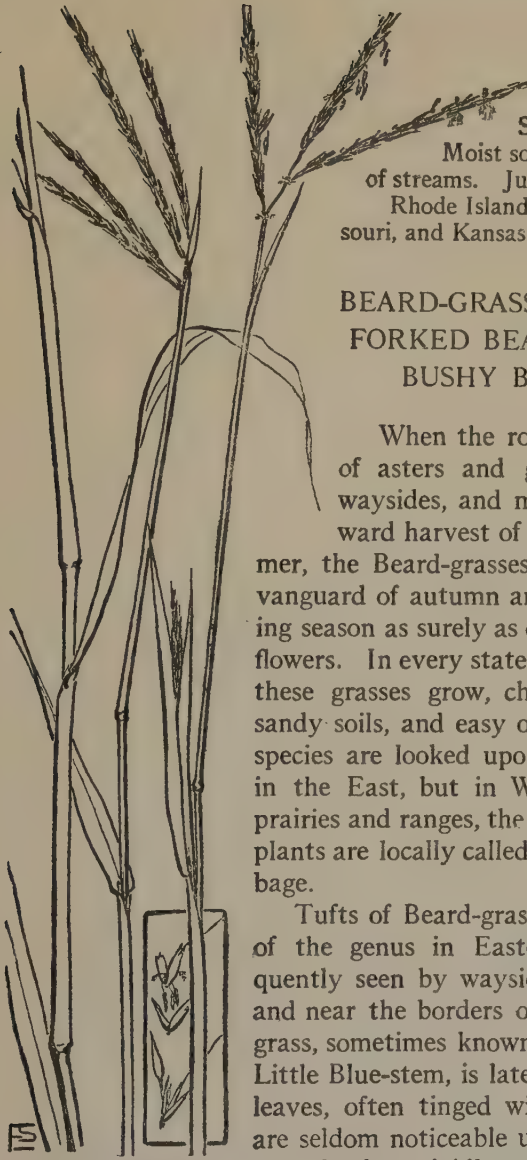 S
Moist so
of streams. Ju
Rhode Island
souri, and Kansas
BEARD-GRASS
FORKED BEA
BUSHY B
When the ro
of asters and g
waysides, and m
ward harvest of
mer, the Beard-grasses
vanguard of autumn an
ing season as surely as
flowers. In every state
these grasses grow, ch
sandy soils, and easy o
species are looked upo
in the East, but in W
prairies and ranges, the
plants are locally called
bage.
Tufts of Beard-gras
of the genus in East-
quently seen by waysid
and near the borders o
grass, sometimes known
Little Blue-stem, is late
leaves, often tinged wi
are seldom noticeable u
FS